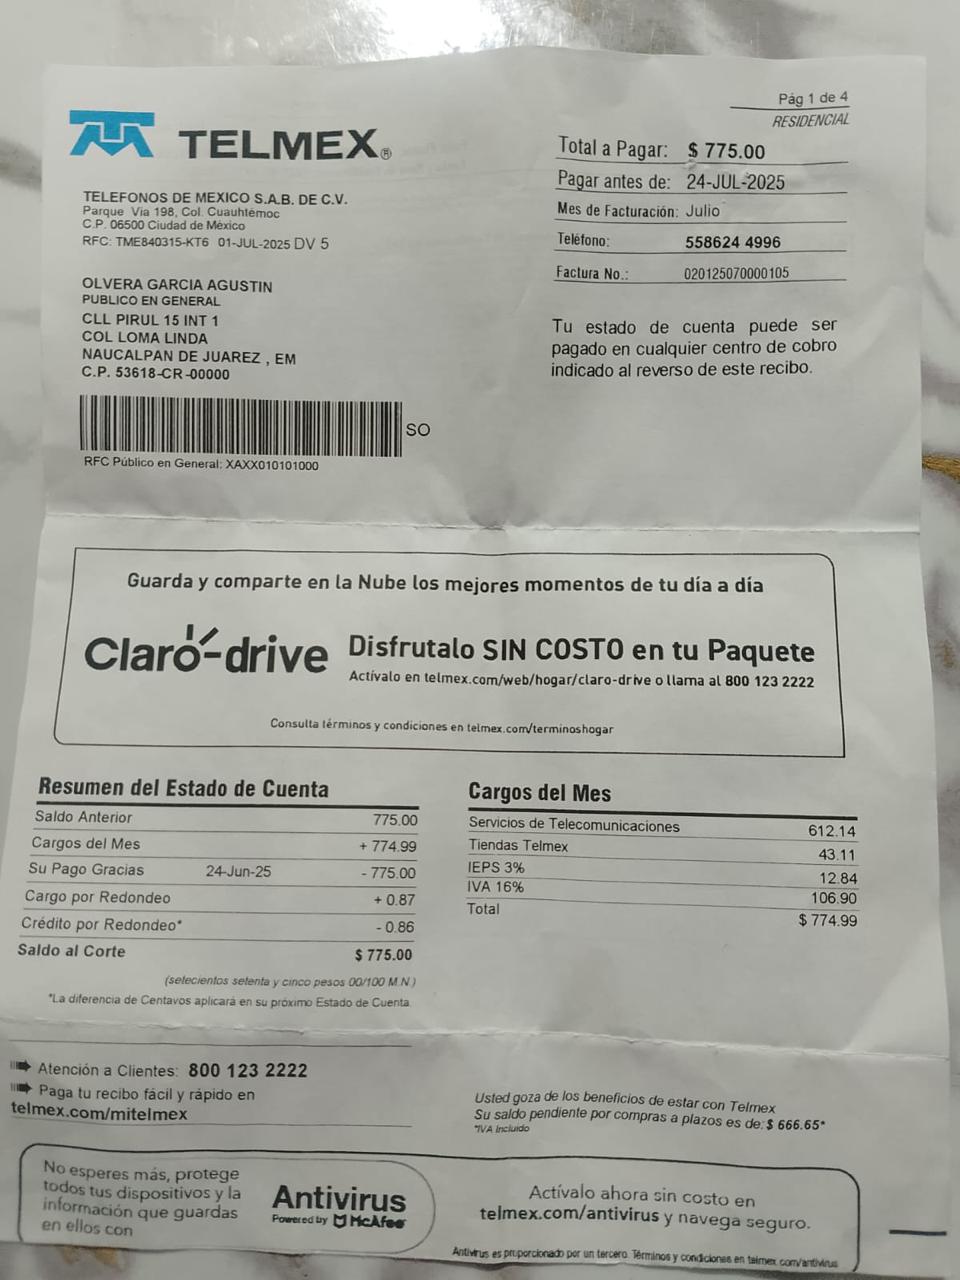 Pág 1 de 4
RESIDENCIAL
TELMEX®
Total a Pagar: $ 775.00
Pagar antes de: 24-JUL-2025
Mes de Facturación: Julio
Teléfono: 558624 4996
Factura No.: 020125070000105
TELEFONOS DE MEXICO S.A.B. DE C.V.
Parque Via 198, Col. Cuauhtémoc
C.P. 06500 Ciudad de México
RFC: TME840315-KT6 01-JUL-2025 DV 5
OLVERA GARCIA AGUSTIN
PUBLICO EN GENERAL
CLL PIRUL 15 INT 1
COL LOMA LINDA
NAUCALPAN DE JUAREZ , EM
C.P. 53618-CR -00000
Tu estado de cuenta puede ser
pagado en cualquier centro de cobro
indicado al reverso de este recibo.
SO
RFC Público en General: XAXX010101000
Guarda y comparte en la Nube los mejores momentos de tu día a día
Claro-drive
Disfrutalo SIN COSTO en tu Paquete
Actívalo en telmex.com/web/hogar/claro-drive o llama al 800 123 2222
Consulta términos y condiciones en telmex.com/terminoshogar
Resumen del Estado de Cuenta
Saldo Anterior 775.00
Cargos del Mes + 774.99
Su Pago Gracias 24-Jun-25 - 775.00
Cargo por Redondeo + 0.87
Crédito por Redondeo* - 0.86
Saldo al Corte $ 775.00
(setecientos setenta y cinco pesos 00/100 M.N.)
*La diferencia de Centavos aplicará en su próximo Estado de Cuenta.
Cargos del Mes
Servicios de Telecomunicaciones 612.14
Tiendas Telmex 43.11
IEPS 3% 12.84
IVA 16% 106.90
Total $ 774.99
Atención a Clientes: 800 123 2222
Paga tu recibo fácil y rápido en
telmex.com/mitelmex
Usted goza de los beneficios de estar con Telmex
Su saldo pendiente por compras a plazos es de:$ 666.65*
*IVA Incluido
No esperes más, protege
todos tus dispositivos y la
información que guardas
en ellos con
Antivirus
Powered by McAfee
Actívalo ahora sin costo en
telmex.com/antivirus y navega seguro.
Antivirus es proporcionado por un tercero. Términos y condiciones en telmex.com/antivirus